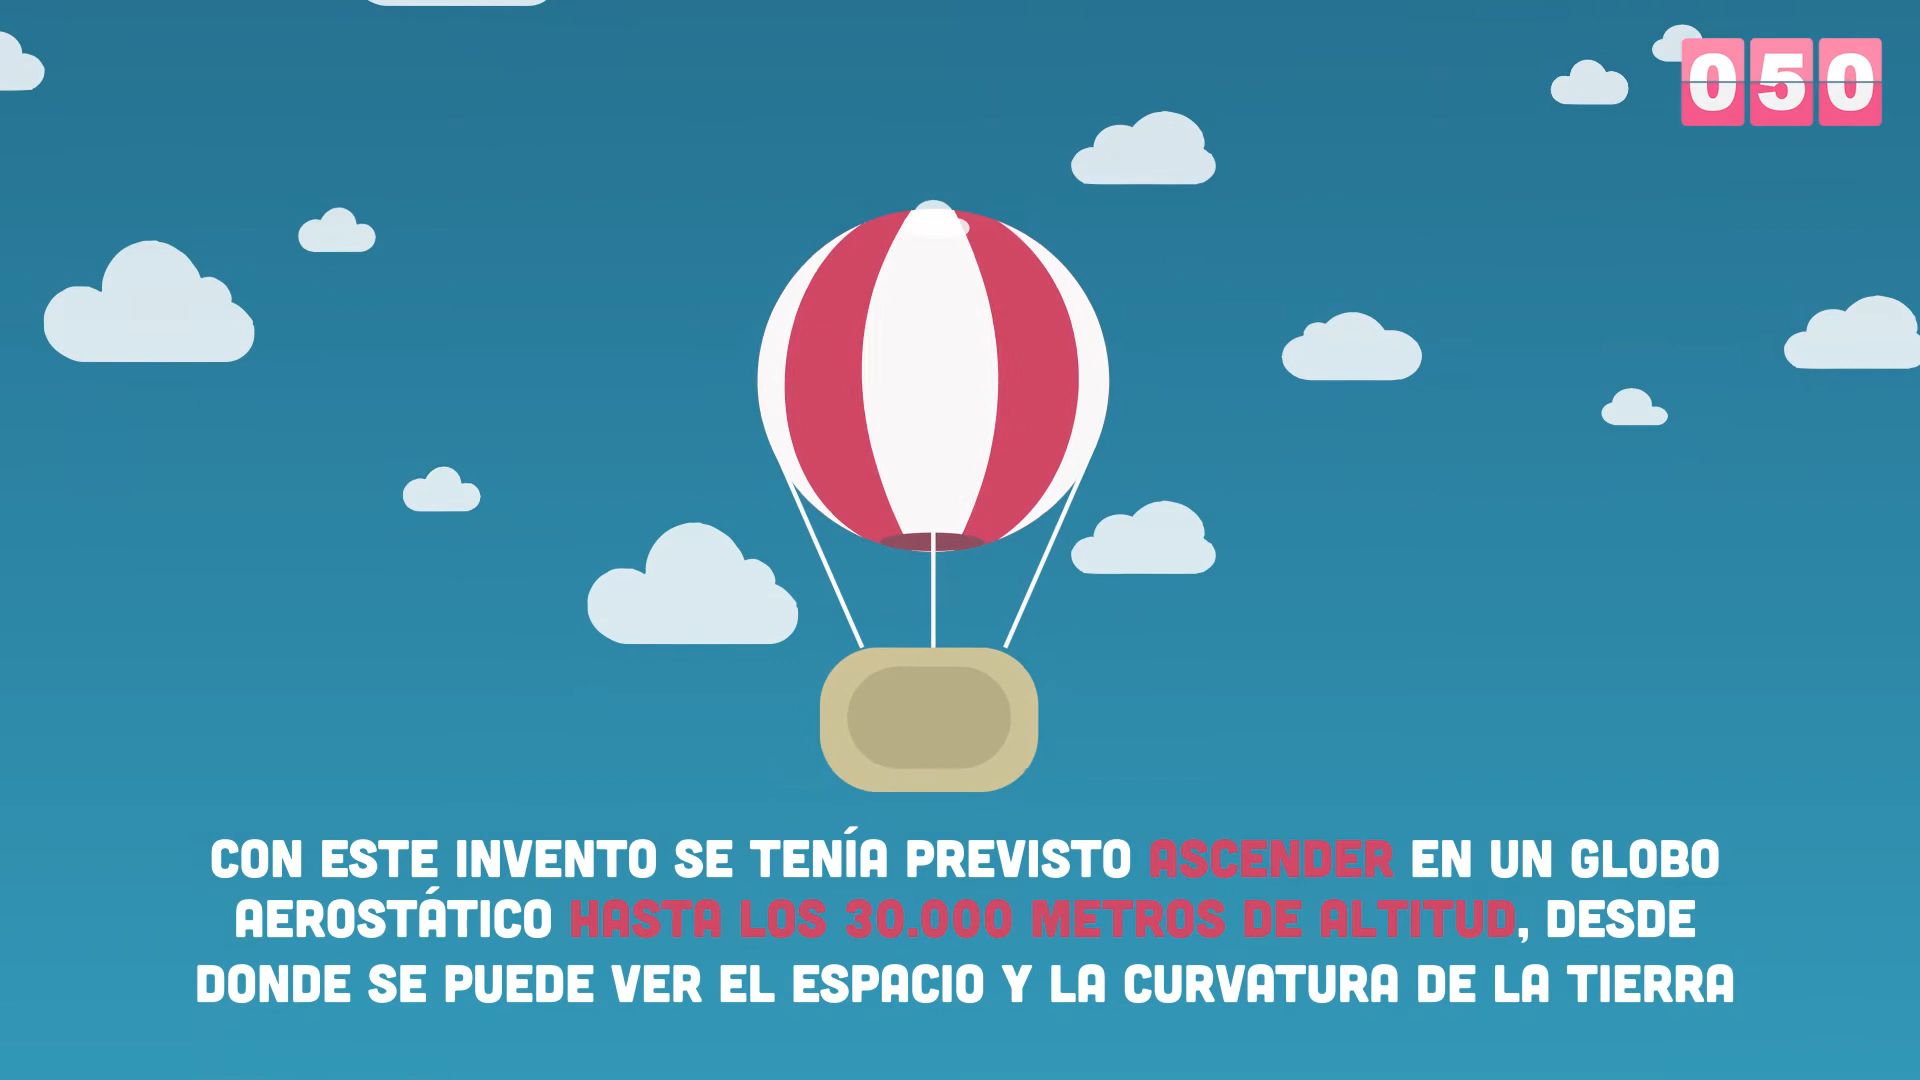 050
CON ESTE INVENTO SE TENÍA PREVISTO ASCENDER EN UN GLOBO
AEROSTÁTICO HASTA LOS 30.000 METROS DE ALTITUD, DESDE
DONDE SE PUEDE VER EL ESPACIO Y LA CURVATURA DE LA TIERRA